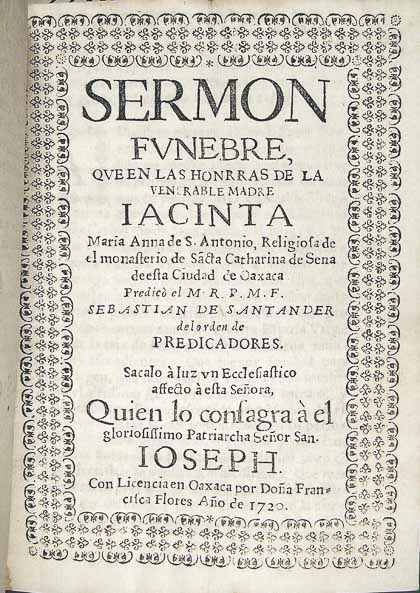 SERMON
FVNEBRE,
QVE EN LAS HONRRAS DE LA
VENERABLE MADRE
IACINTA
Maria Anna de S. Antonio, Religiosa de
el monasterio de Sãcta Catharina de Sena
deesta Ciudad de Oaxaca
Predicò el M. R. P. M. F.
SEBASTIAN DE SANTANDER
del orden de
PREDICADORES.
Sacalo à luz vn Ecclesiastico
affecto à esta Señora,
Quien lo consagra à el
gloriosissimo Patriarcha Señor San.
IOSEPH.
Con Licencia en Oaxaca por Doña Fran-
cisca Flores Año de 1720.